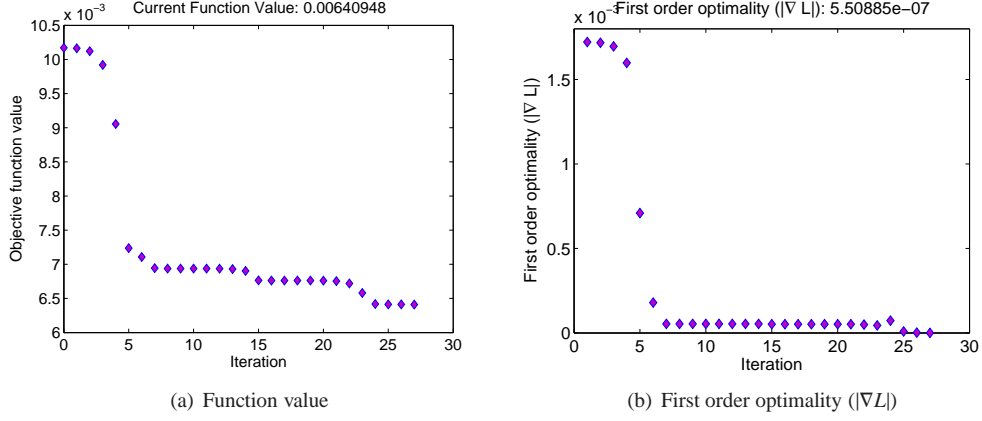 Current Function Value: 0.00640948
x 10⁻³
10.5
10
9.5
9
8.5
8
7.5
7
6.5
6
Objective function value
0 5 10 15 20 25 30
Iteration
(a) Function value
First order optimality (|∇ L|): 5.50885e-07
x 10⁻³
1.5
1
0.5
0
First order optimality (|∇ L|)
0 5 10 15 20 25 30
Iteration
(b) First order optimality (|∇L|)